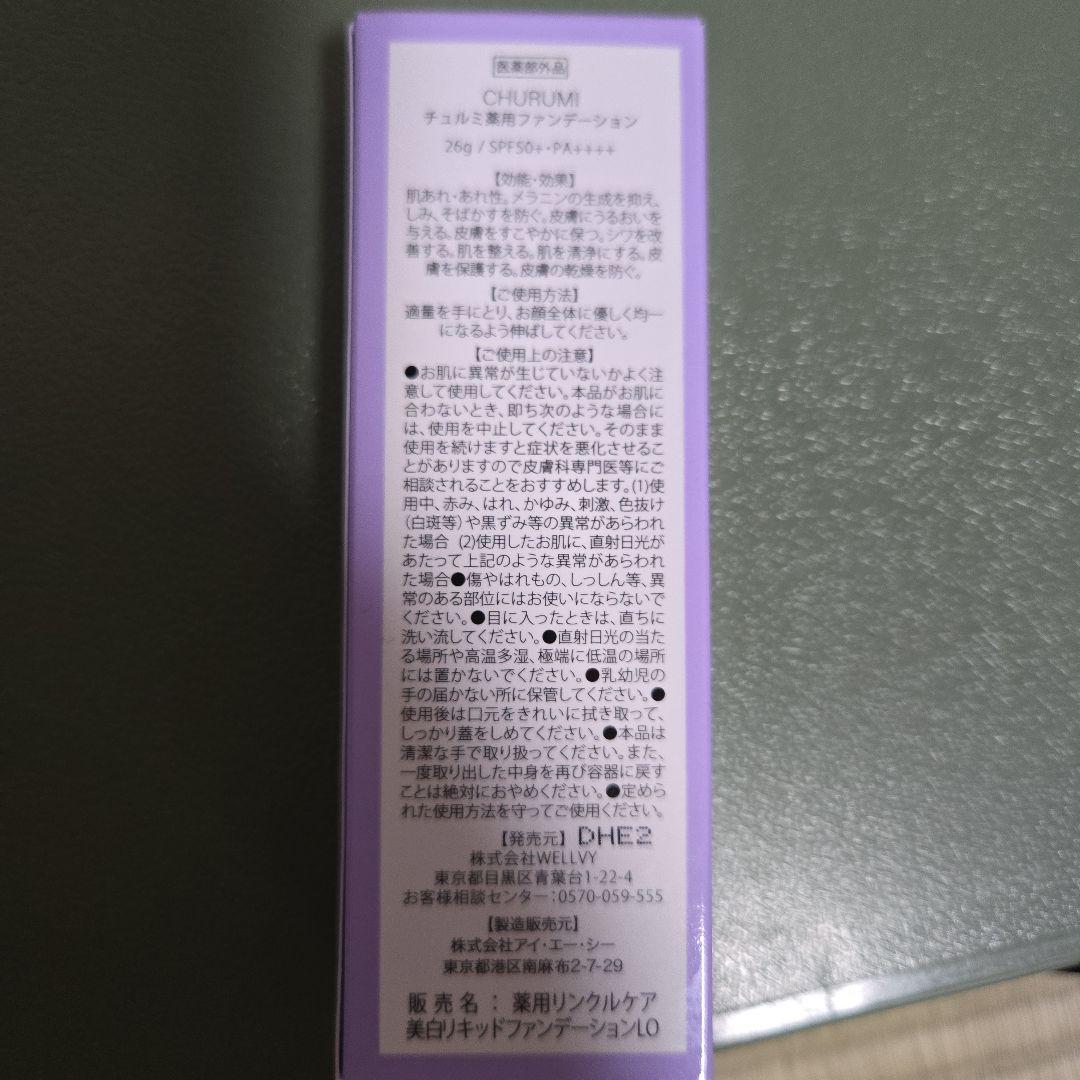 医薬部外品
CHURUMI
チュルミ薬用ファンデーション
26g / SPF50+・PA++++
【効能・効果】
肌あれ・あれ性。メラニンの生成を抑え、
しみ、そばかすを防ぐ。皮膚にうるおいを
与える。皮膚をすこやかに保つ。シワを改
善する。肌を整える。肌を清浄にする。皮
膚を保護する。皮膚の乾燥を防ぐ。
【ご使用方法】
適量を手にとり、お顔全体に優しく均一
になるよう伸ばしてください。
【ご使用上の注意】
●お肌に異常が生じていないかよく注
意して使用してください。本品がお肌に
合わないとき、即ち次のような場合に
は、使用を中止してください。そのまま
使用を続けますと症状を悪化させるこ
とがありますので皮膚科専門医等にご
相談されることをおすすめします。(1)使
用中、赤み、はれ、かゆみ、刺激、色抜け
(白斑等)や黒ずみ等の異常があらわれ
た場合 (2)使用したお肌に、直射日光が
あたって上記のような異常があらわれ
た場合●傷やはれもの、しっしん等、異
常のある部位にはお使いにならないで
ください。●目に入ったときは、直ちに
洗い流してください。●直射日光の当た
る場所や高温多湿、極端に低温の場所
には置かないでください。●乳幼児の
手の届かない所に保管してください。●
使用後は口元をきれいに拭き取って、
しっかり蓋をしめてください。●本品は
清潔な手で取り扱ってください。また、
一度取り出した中身を再び容器に戻す
ことは絶対におやめください。●定めら
れた使用方法を守ってご使用ください。
【発売元】 DHE2
株式会社WELLVY
東京都目黒区青葉台1-22-4
お客様相談センター:0570-059-555
【製造販売元】
株式会社アイ・エー・シー
東京都港区南麻布2-7-29
販売名:薬用リンクルケア
美白リキッドファンデーションLO